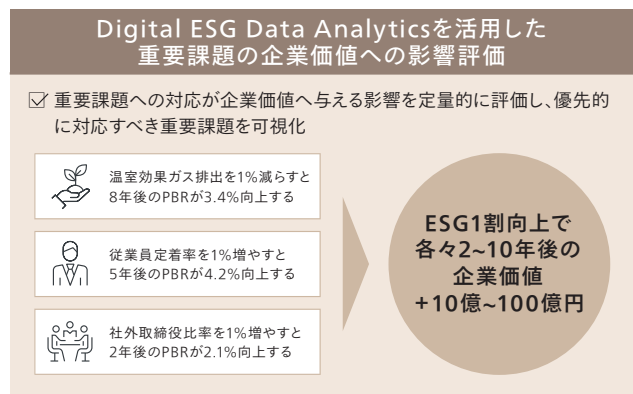 Digital ESG Data Analyticsを活用した
重要課題の企業価値への影響評価
重要課題への対応が企業価値へ与える影響を定量的に評価し、優先的
に対応すべき重要課題を可視化
温室効果ガス排出を1%減らすと
8年後のPBRが3.4%向上する
従業員定着率を1%増やすと
5年後のPBRが4.2%向上する
社外取締役比率を1%増やすと
2年後のPBRが2.1%向上する
ESG1割向上で
各々2~10年後の
企業価値
+10億~100億円